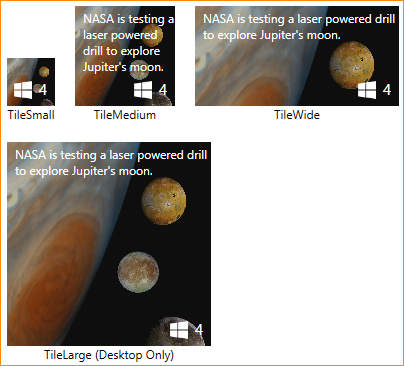 4
TileSmall
NASA is testing a
laser powered
drill to explore
Jupiter's moon.
4
TileMedium
NASA is testing a laser powered drill
to explore Jupiter's moon.
4
TileWide
NASA is testing a laser powered drill
to explore Jupiter's moon.
4
TileLarge (Desktop Only)